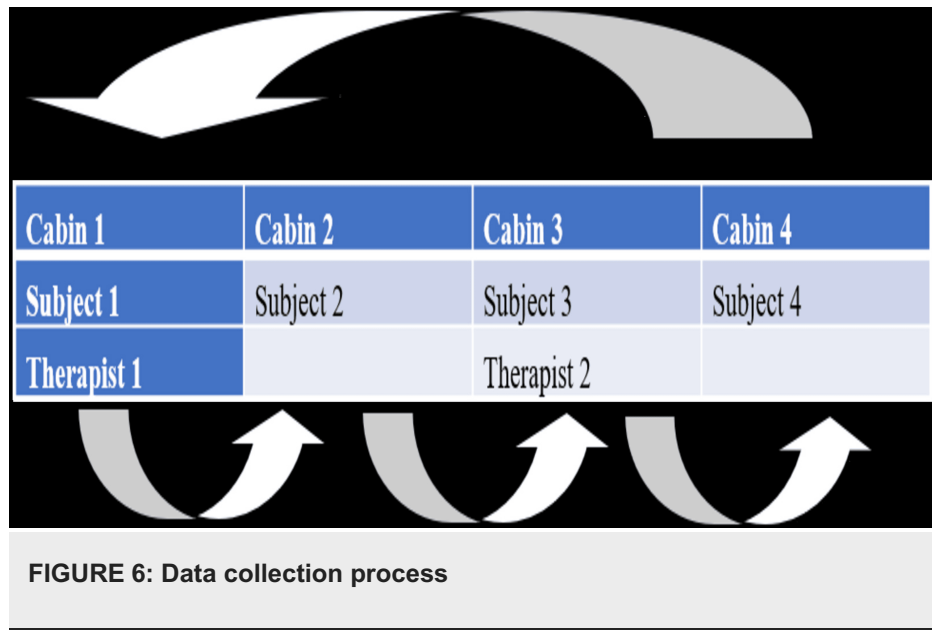 Cabin 1 Cabin 2 Cabin 3 Cabin 4
Subject 1 Subject 2 Subject 3 Subject 4
Therapist 1 Therapist 2
FIGURE 6: Data collection process